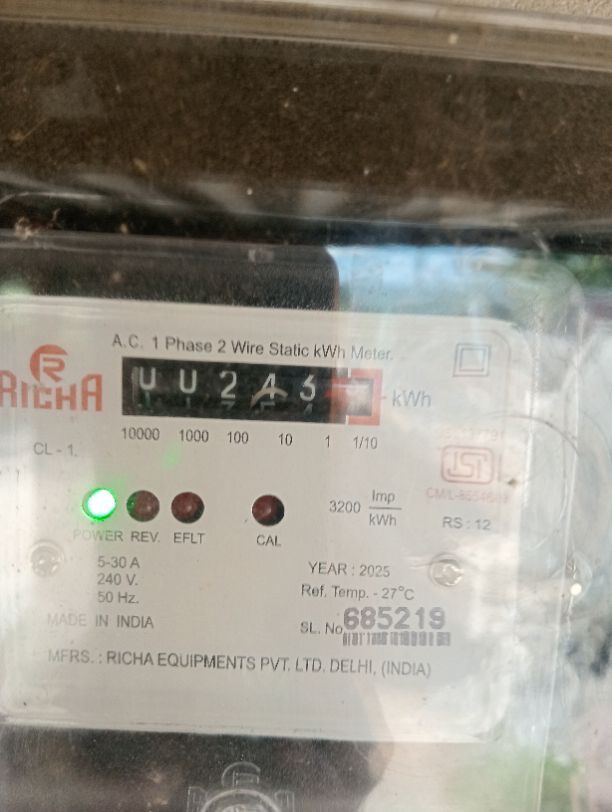 A.C. 1 Phase 2 Wire Static kWh Meter.
R
RICHA
kWh
10000 1000 100 10 1 1/10
CL - 1.
ISI
3200 Imp/kWh
POWER REV. EFLT CAL
RS : 12
5-30 A
240 V.
50 Hz.
YEAR : 2025
Ref. Temp. - 27°C
MADE IN INDIA
SL. No 685219
MFRS. : RICHA EQUIPMENTS PVT. LTD. DELHI, (INDIA)